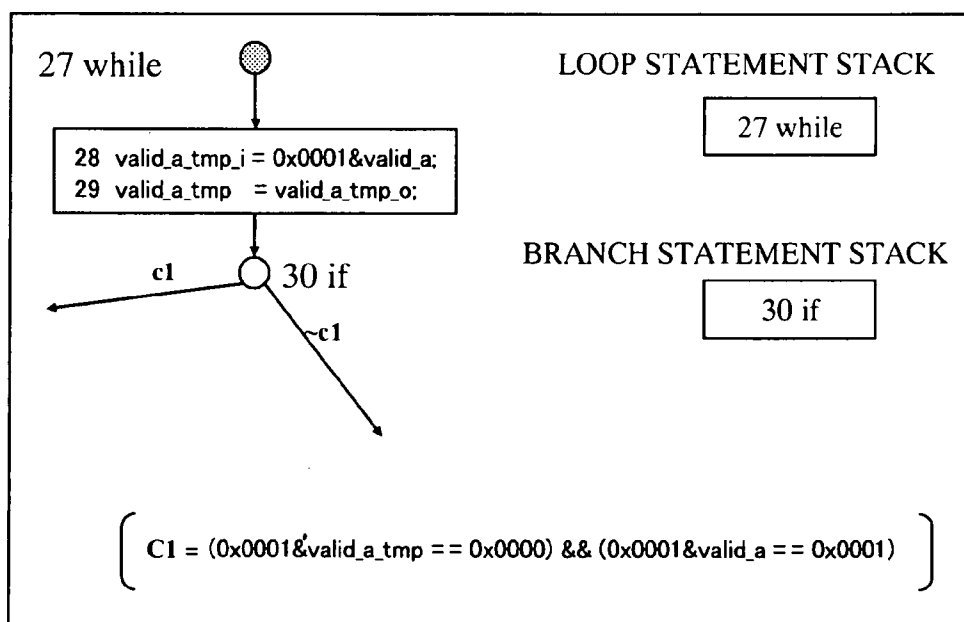 27 while
LOOP STATEMENT STACK
27 while
28 valid_a_tmp_i = 0x0001&valid_a;
29 valid_a_tmp = valid_a_tmp_o;
BRANCH STATEMENT STACK
c1
30 if
30 if
~c1
C1 = (0x0001&valid_a_tmp == 0x0000) && (0x0001&valid_a == 0x0001)